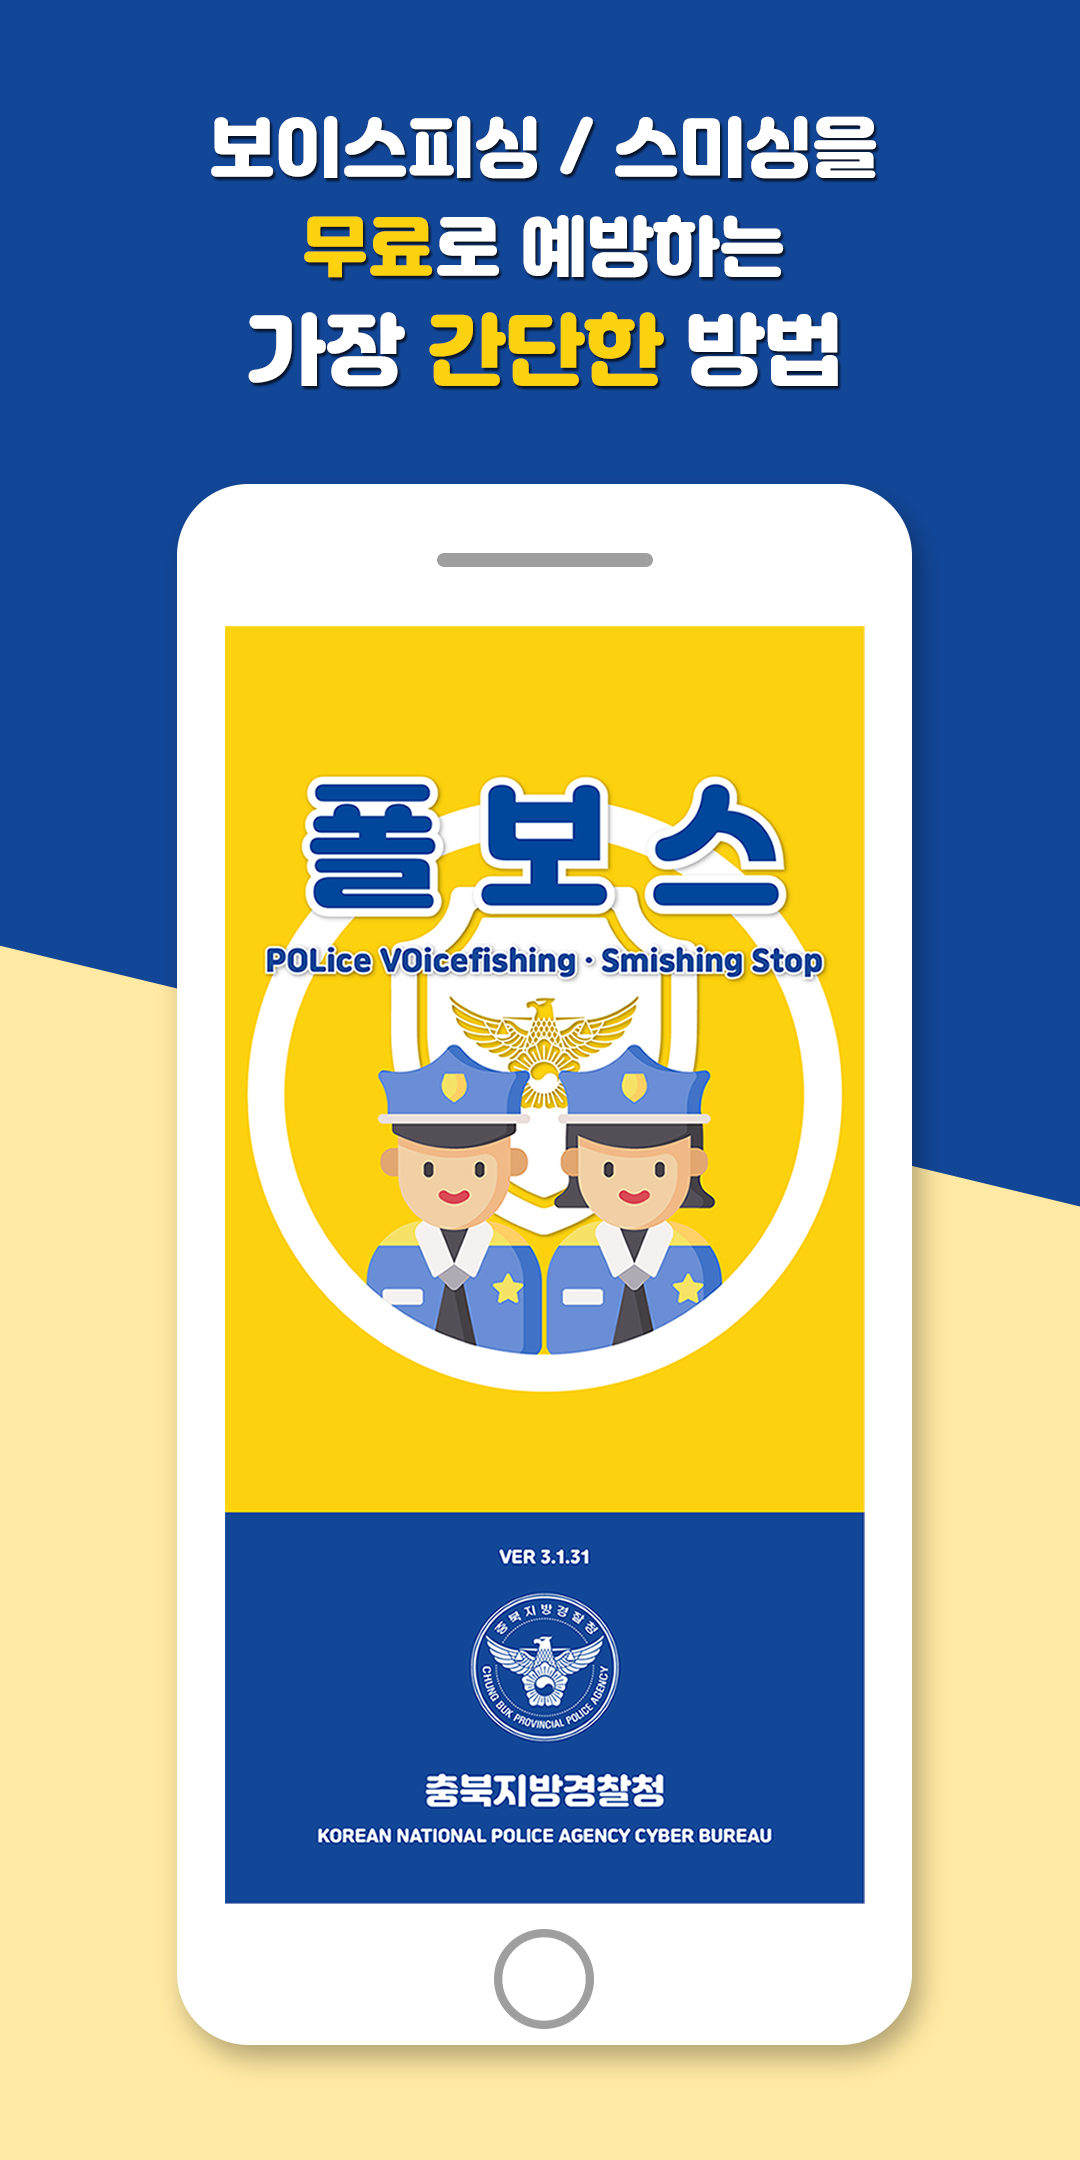 보이스피싱 / 스미싱을
무료로 예방하는
가장 간단한 방법
폴보스
POLice VOicefishing · Smishing Stop
VER 3.1.31
충북지방경찰청
CHUNG BUK PROVINCIAL POLICE AGENCY
충북지방경찰청
KOREAN NATIONAL POLICE AGENCY CYBER BUREAU